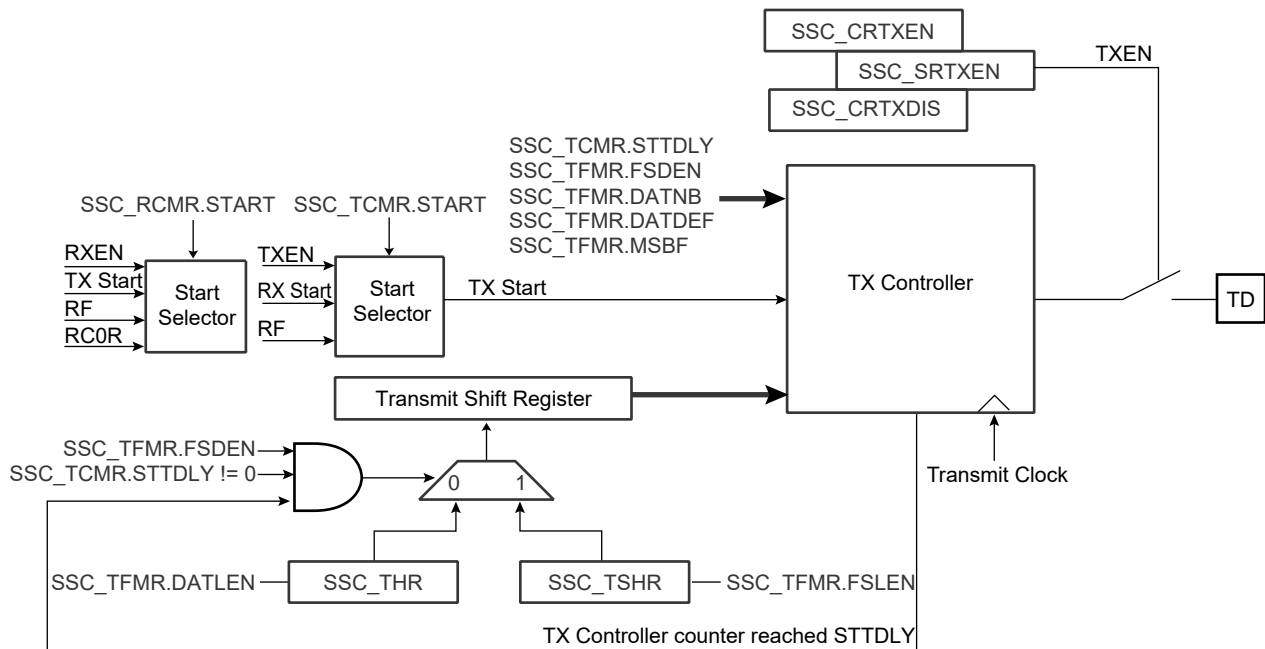 SSC_CRTXEN
SSC_SRTXEN
TXEN
SSC_CRTXDIS
SSC_TCMR.STTDLY
SSC_TFMR.FSDEN
SSC_TFMR.DATNB
SSC_TFMR.DATDEF
SSC_TFMR.MSBF
SSC_RCMR.START
SSC_TCMR.START
RXEN
TX Start
RF
RC0R
Start
Selector
TXEN
RX Start
RF
Start
Selector
TX Start
TX Controller
TD
Transmit Shift Register
SSC_TFMR.FSDEN
SSC_TCMR.STTDLY != 0
0
1
Transmit Clock
SSC_TFMR.DATLEN
SSC_THR
SSC_TSHR
SSC_TFMR.FSLEN
TX Controller counter reached STTDLY